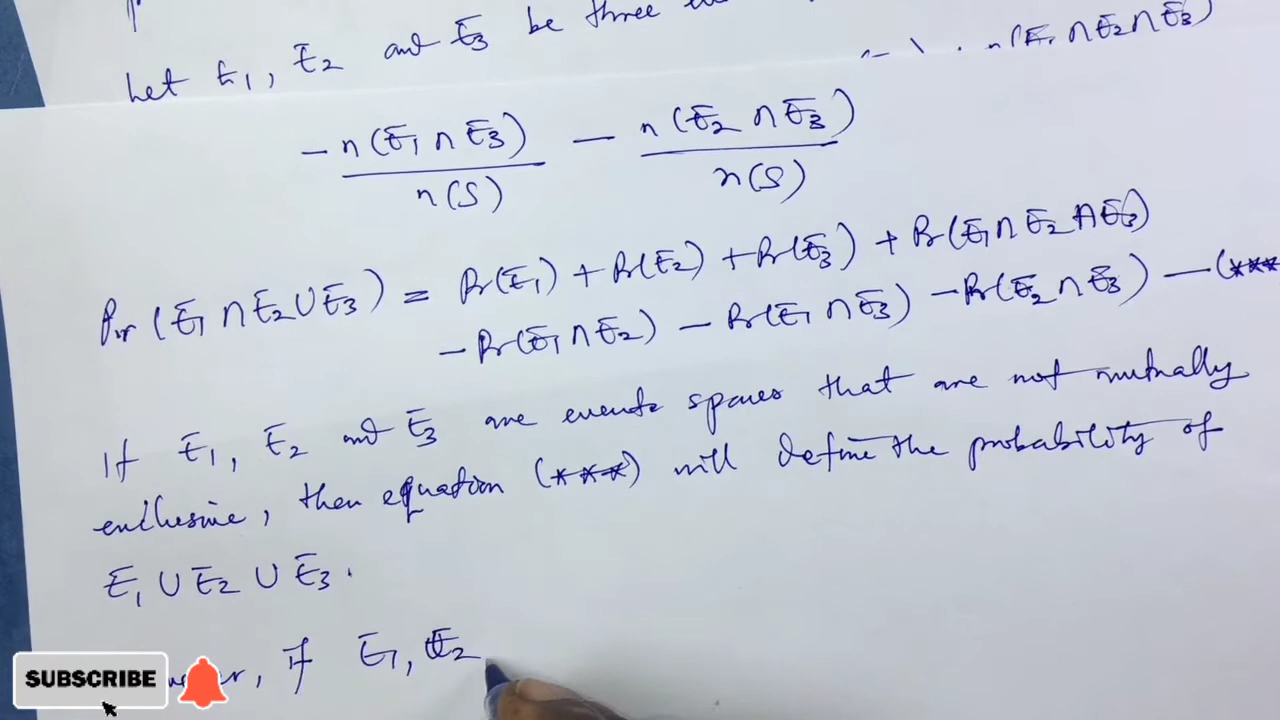 Let E1, E2 and E3 be three
n(E1 ∩ E2 ∩ E3)
- n(E1 ∩ E3) / n(S) - n(E2 ∩ E3) / n(S)
Pr(E1 ∩ E2 ∪ E3) = Pr(E1) + Pr(E2) + Pr(E3) + Pr(E1 ∩ E2 ∩ E3)
- Pr(E1 ∩ E2) - Pr(E1 ∩ E3) - Pr(E2 ∩ E3) — (***
If E1, E2 and E3 are events spaces that are not mutually
exclusive, then equation (***) will define the probability of
E1 ∪ E2 ∪ E3.
if E1, E2
SUBSCRIBE